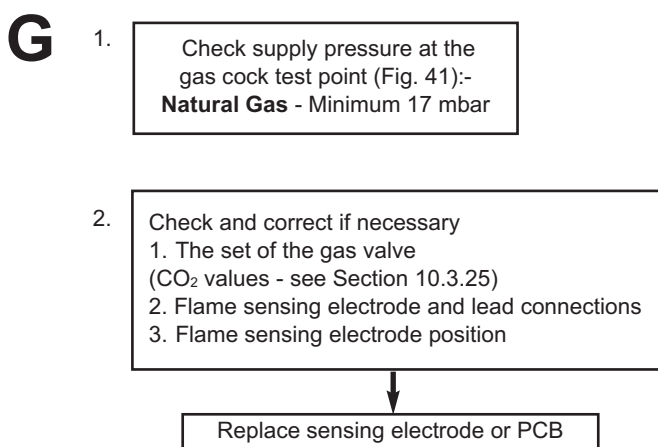 G
1.
Check supply pressure at the
gas cock test point (Fig. 41):-
Natural Gas - Minimum 17 mbar
2.
Check and correct if necessary
1. The set of the gas valve
(CO₂ values - see Section 10.3.25)
2. Flame sensing electrode and lead connections
3. Flame sensing electrode position
Replace sensing electrode or PCB